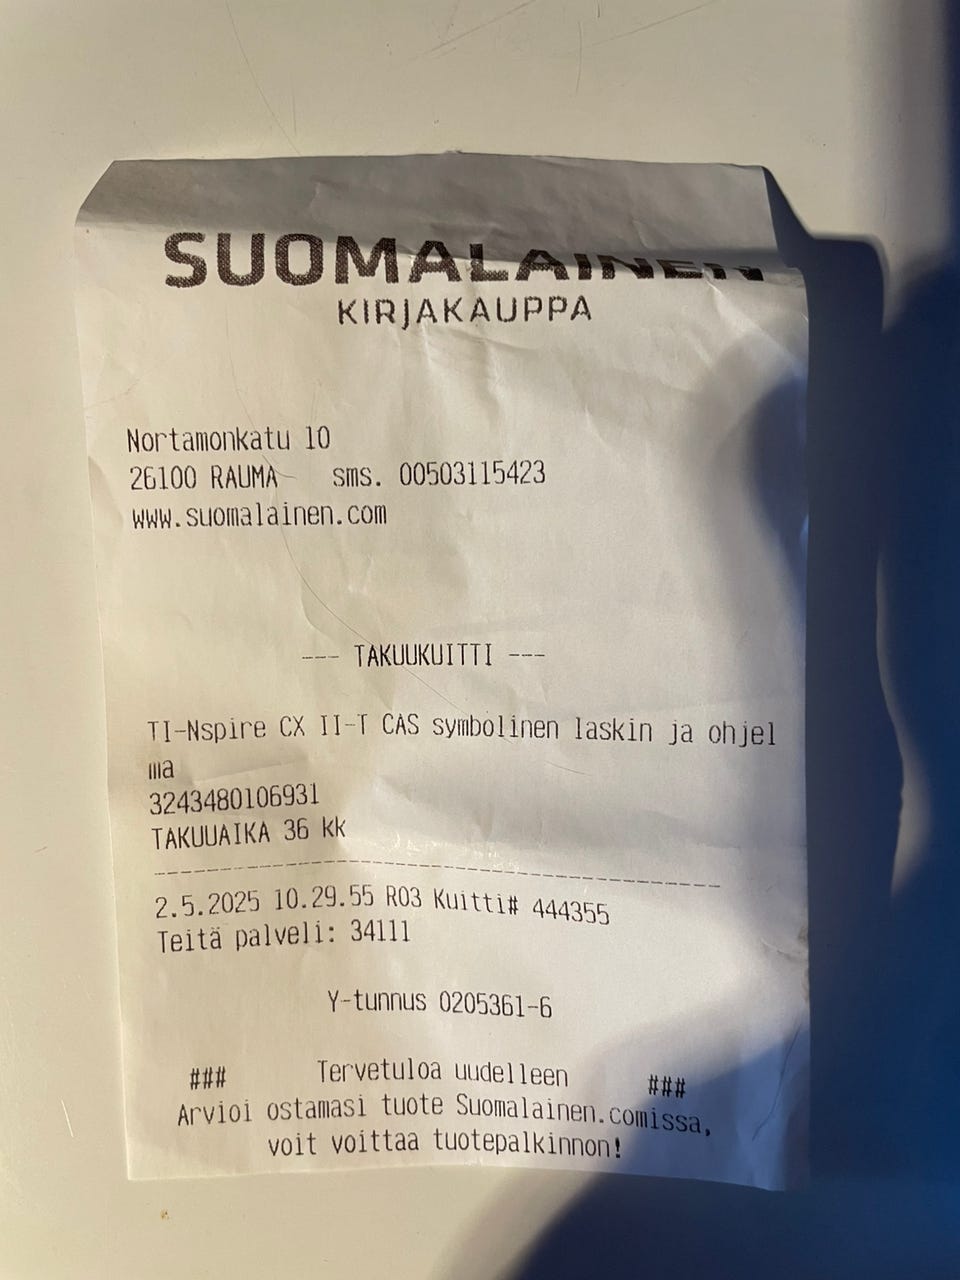 SUOMALAINEN
KIRJAKAUPPA
Nortamonkatu 10
26100 RAUMA sms. 00503115423
www.suomalainen.com
--- TAKUUKUITTI ---
TI-Nspire CX II-T CAS symbolinen laskin ja ohjel
ma
3243480106931
TAKUUAIKA 36 kk
2.5.2025 10.29.55 R03 Kuitti# 444355
Teitä palveli: 34111
Y-tunnus 0205361-6
### Tervetuloa uudelleen ###
Arvioi ostamasi tuote Suomalainen.comissa,
voit voittaa tuotepalkinnon!